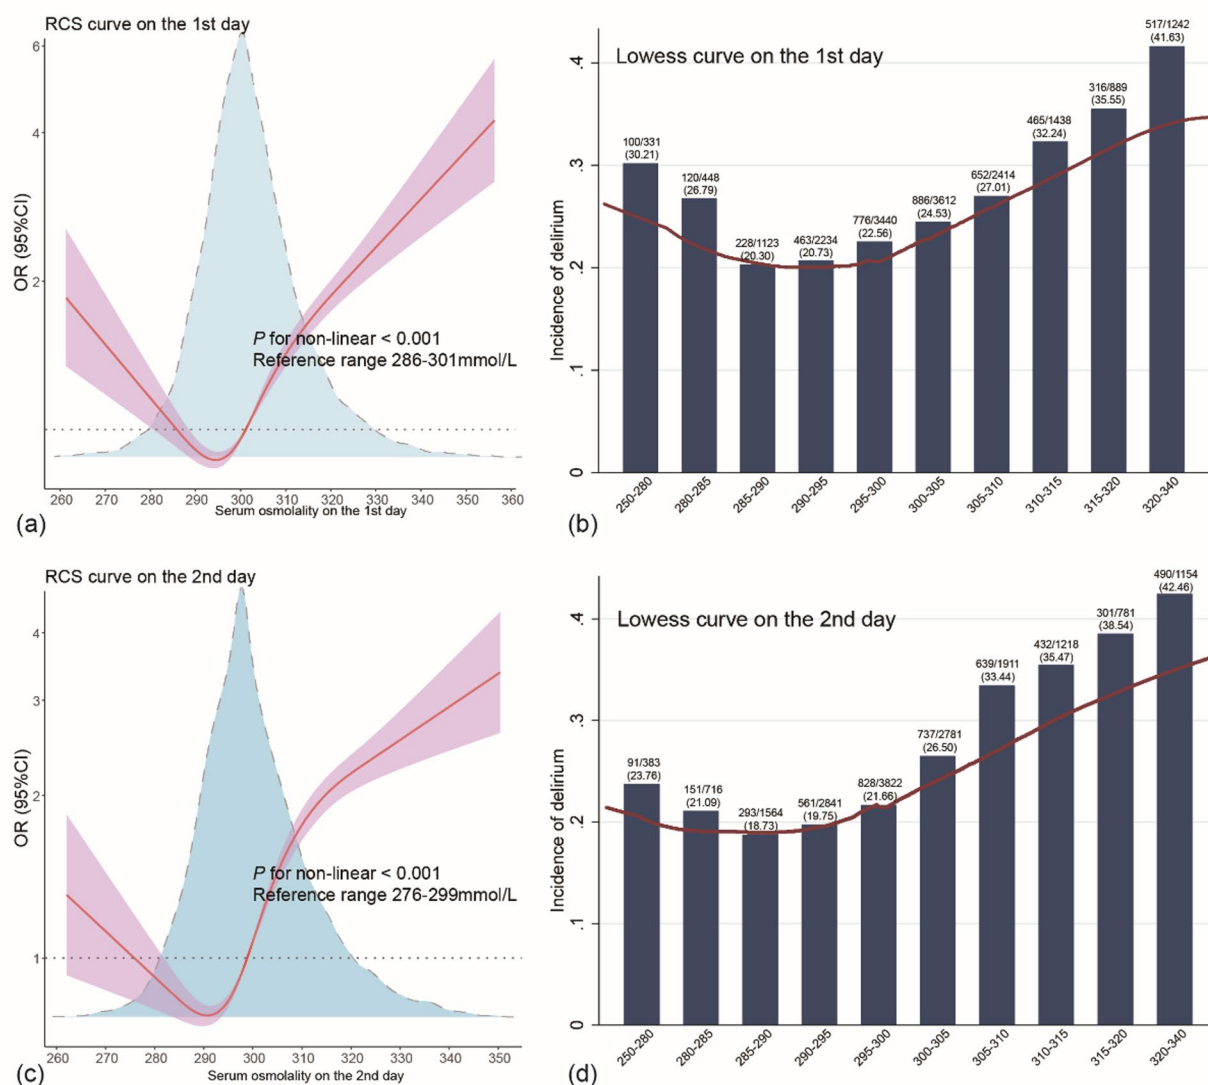 RCS curve on the 1st day
6
4
2
OR (95%CI)
P for non-linear < 0.001
Reference range 286-301mmol/L
260 270 280 290 300 310 320 330 340 350 360
Serum osmolality on the 1st day
(a)
Lowess curve on the 1st day
Incidence of delirium
.4
.3
.2
.1
0
100/331
(30.21)
120/448
(26.79)
228/1123
(20.30)
463/2234
(20.73)
776/3440
(22.56)
886/3612
(24.53)
652/2414
(27.01)
465/1438
(32.24)
316/889
(35.55)
517/1242
(41.63)
250-280 280-285 285-290 290-295 295-300 300-305 305-310 310-315 315-320 320-340
(b)
RCS curve on the 2nd day
4
3
2
1
OR (95%CI)
P for non-linear < 0.001
Reference range 276-299mmol/L
260 270 280 290 300 310 320 330 340 350
Serum osmolality on the 2nd day
(c)
Lowess curve on the 2nd day
Incidence of delirium
.4
.3
.2
.1
0
91/383
(23.76)
151/716
(21.09)
293/1564
(18.73)
561/2841
(19.75)
828/3822
(21.66)
737/2781
(26.50)
639/1911
(33.44)
432/1218
(35.47)
301/781
(38.54)
490/1154
(42.46)
250-280 280-285 285-290 290-295 295-300 300-305 305-310 310-315 315-320 320-340
(d)